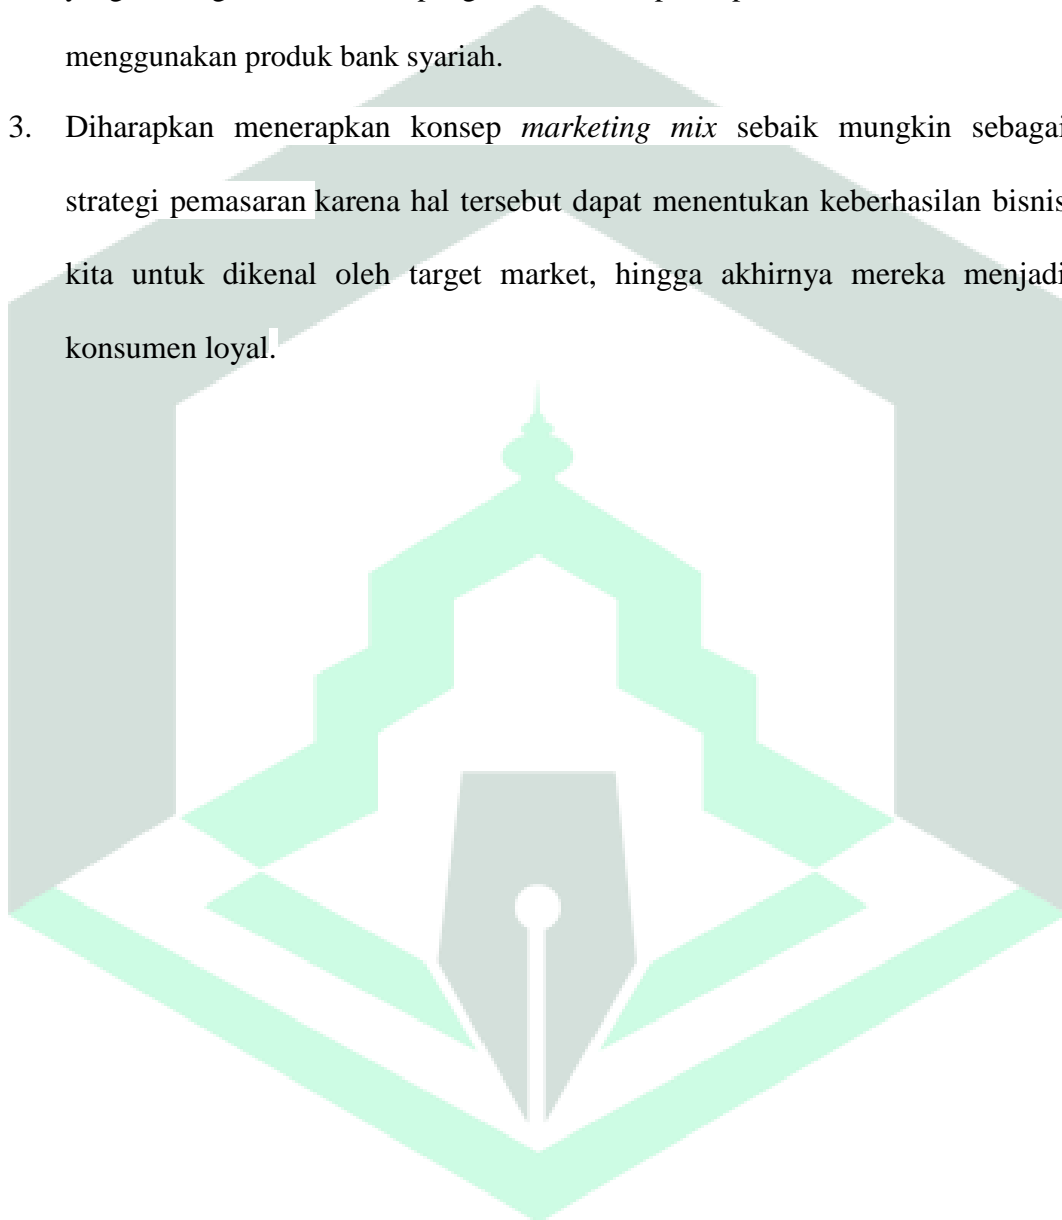 menggunakan produk bank syariah.
3. Diharapkan menerapkan konsep marketing mix sebaik mungkin sebagai
strategi pemasaran karena hal tersebut dapat menentukan keberhasilan bisnis
kita untuk dikenal oleh target market, hingga akhirnya mereka menjadi
konsumen loyal.